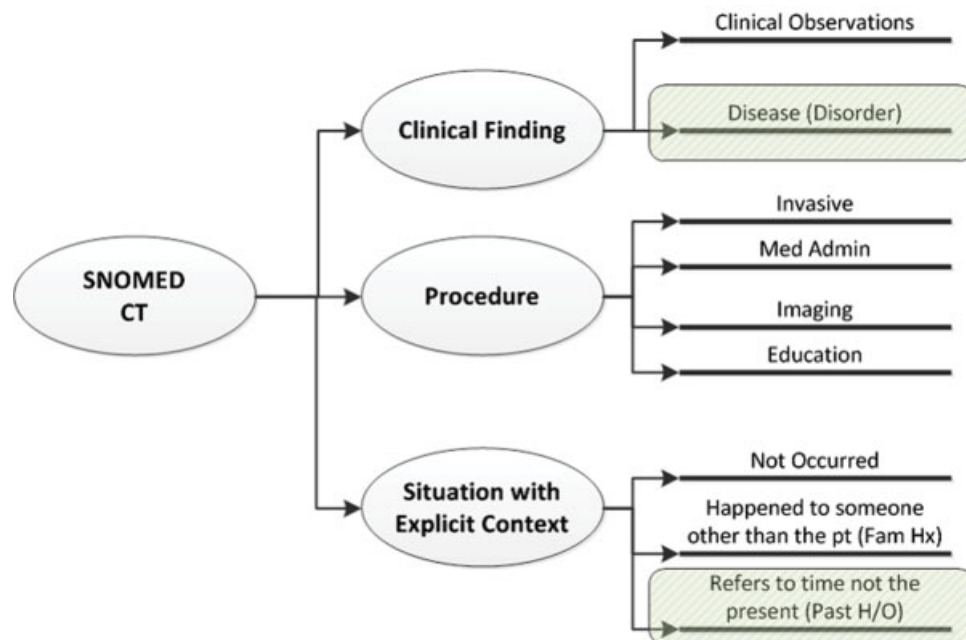 Clinical Observations
Clinical Finding
Disease (Disorder)
SNOMED
CT
Procedure
Invasive
Med Admin
Imaging
Education
Situation with
Explicit Context
Not Occurred
Happened to someone
other than the pt (Fam Hx)
Refers to time not the
present (Past H/O)